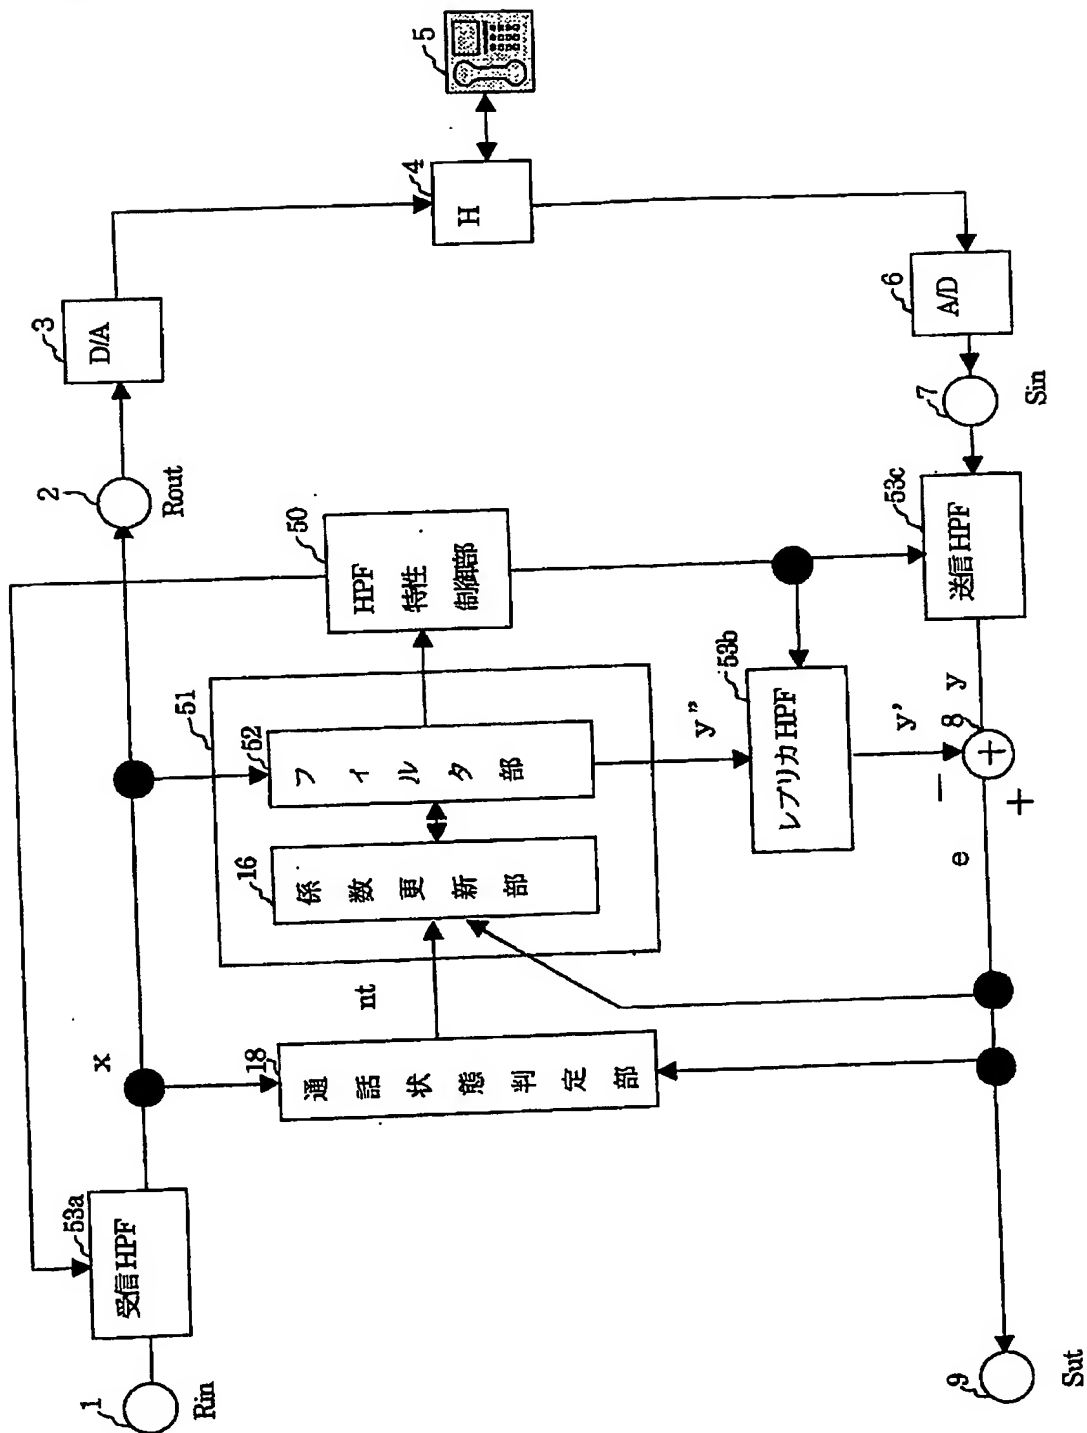 1
Rin
53a
受信HPF
x
2
Rout
3
D/A
4
H
5
6
A/D
7
Sin
53c
送信HPF
50
HPF
特性
制御部
51
52
フィルタ部
16
係数更新部
nt
18
通話状態判定部
y"
53b
レプリカHPF
y'
y
8
+
−
+
e
9
Sut